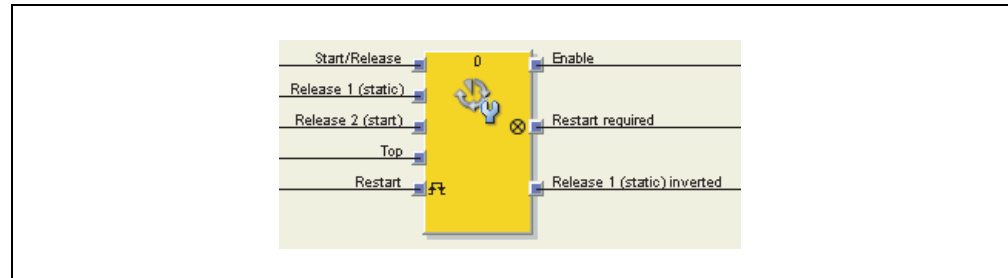 Start/Release 0 Enable
Release 1 (static)
Release 2 (start) Restart required
Top
Restart Release 1 (static) inverted